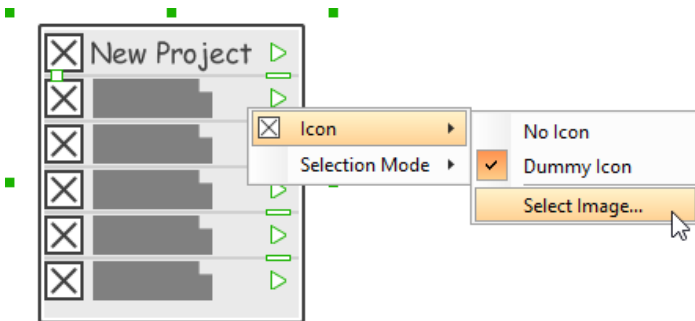 New Project
Icon
Selection Mode
No Icon
Dummy Icon
Select Image...